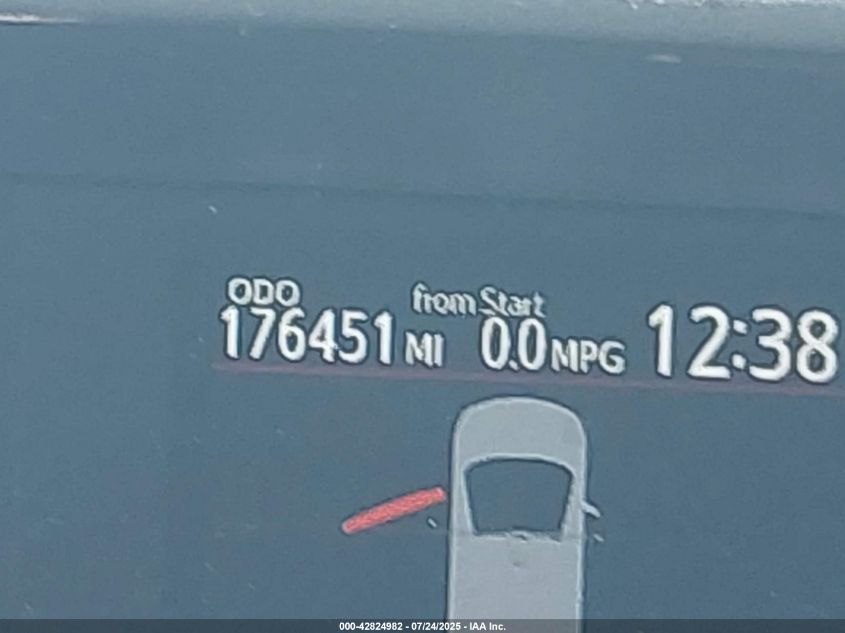 ODO from Start
176451 MI 0.0 MPG 12:38
000-42824982 - 07/24/2025 - IAA Inc.